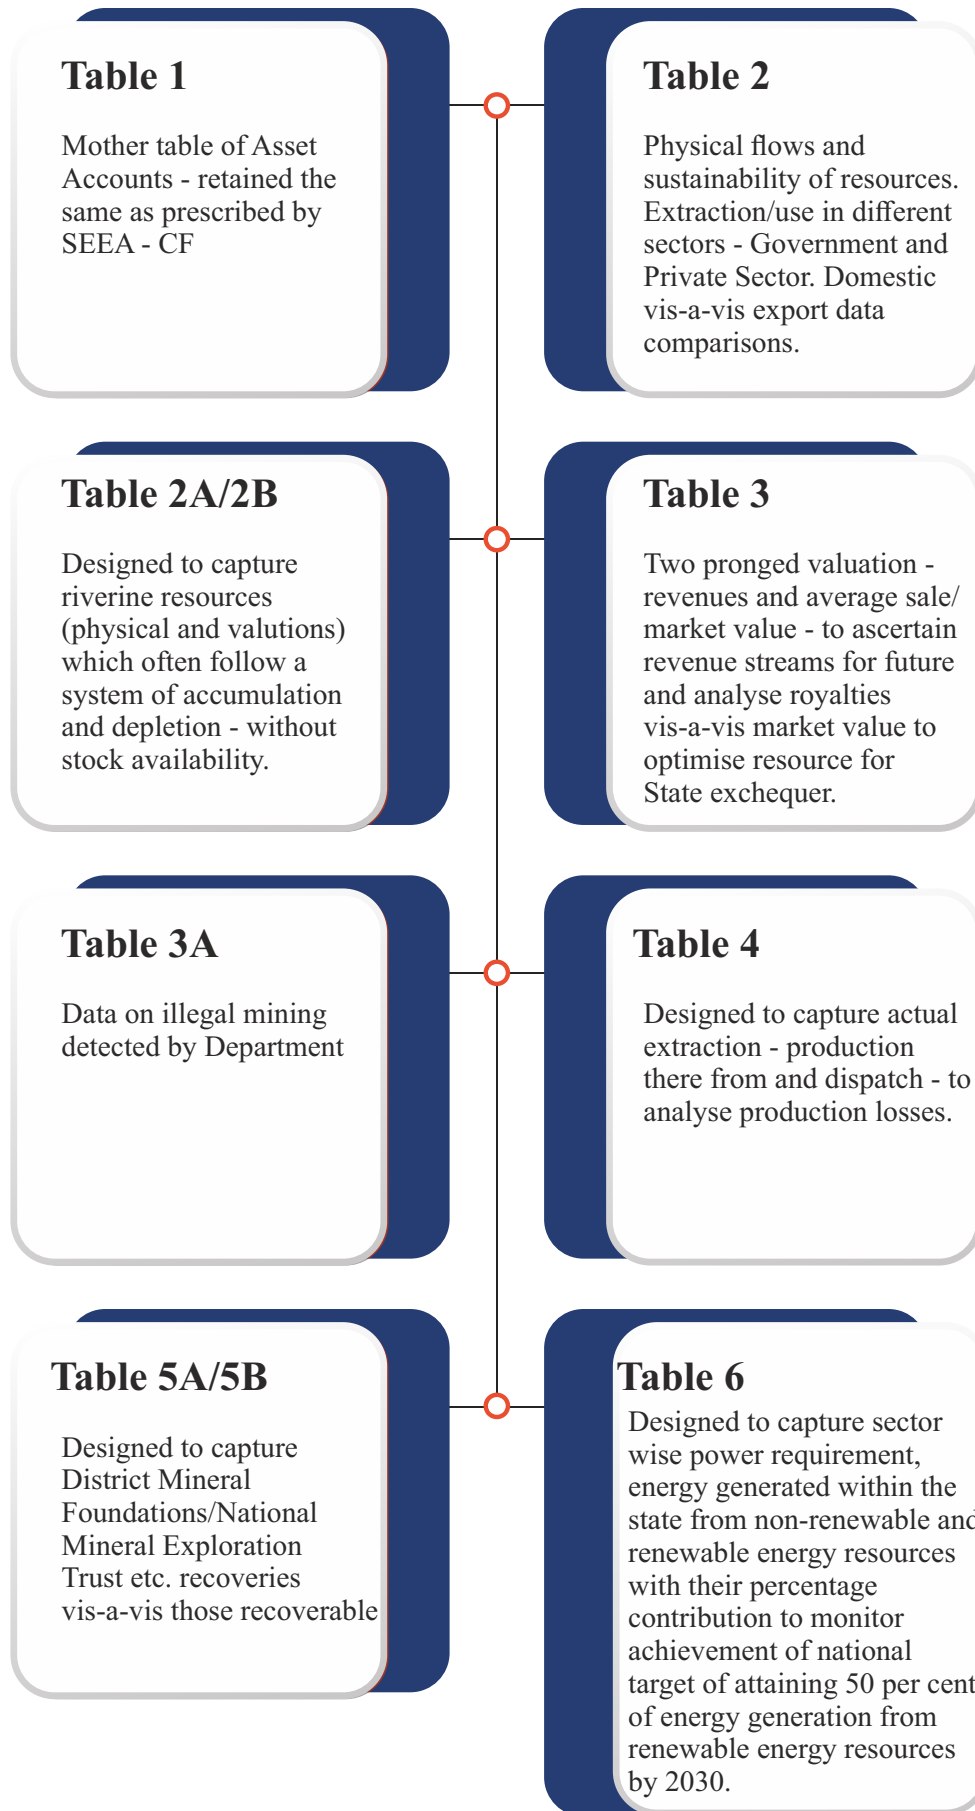 Table 1
Mother table of Asset
Accounts - retained the
same as prescribed by
SEEA - CF
Table 2
Physical flows and
sustainability of resources.
Extraction/use in different
sectors - Government and
Private Sector. Domestic
vis-a-vis export data
comparisons.
Table 2A/2B
Designed to capture
riverine resources
(physical and valutions)
which often follow a
system of accumulation
and depletion - without
stock availability.
Table 3
Two pronged valuation -
revenues and average sale/
market value - to ascertain
revenue streams for future
and analyse royalties
vis-a-vis market value to
optimise resource for
State exchequer.
Table 3A
Data on illegal mining
detected by Department
Table 4
Designed to capture actual
extraction - production
there from and dispatch - to
analyse production losses.
Table 5A/5B
Designed to capture
District Mineral
Foundations/National
Mineral Exploration
Trust etc. recoveries
vis-a-vis those recoverable
Table 6
Designed to capture sector
wise power requirement,
energy generated within the
state from non-renewable and
renewable energy resources
with their percentage
contribution to monitor
achievement of national
target of attaining 50 per cent
of energy generation from
renewable energy resources
by 2030.